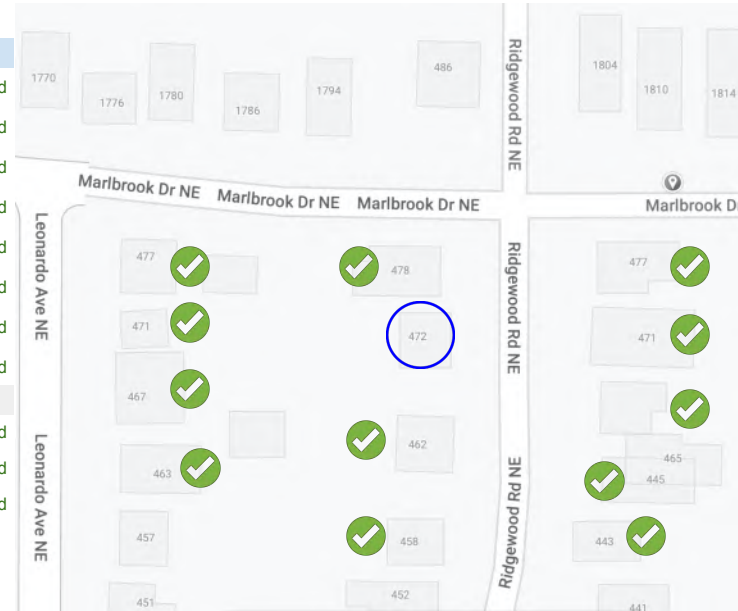 1770
1776
1780
1786
1794
486
Ridgewood Rd NE
1804
1810
1814
Marlbrook Dr NE
Marlbrook Dr NE
Marlbrook Dr NE
Marlbrook D
d
d
d
d
d
d
d
d
d
d
d
Leonardo Ave NE
Leonardo Ave NE
Ridgewood Rd NE
Ridgewood Rd NE
477
478
477
471
472
471
467
462
463
465
445
457
458
443
451
452
441